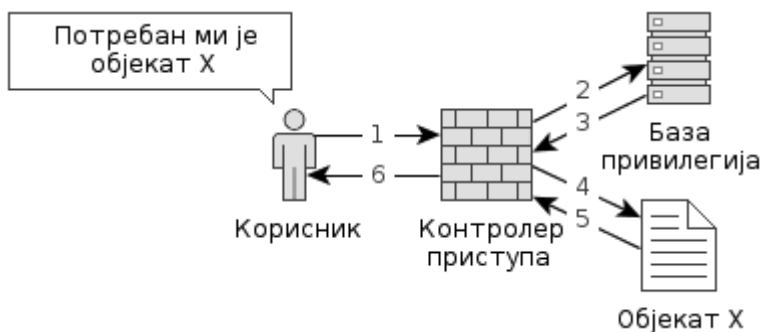 Потребан ми је
објекат X
1
2
3
4
5
6
Корисник
Контролер
приступа
База
привилегија
Објекат X